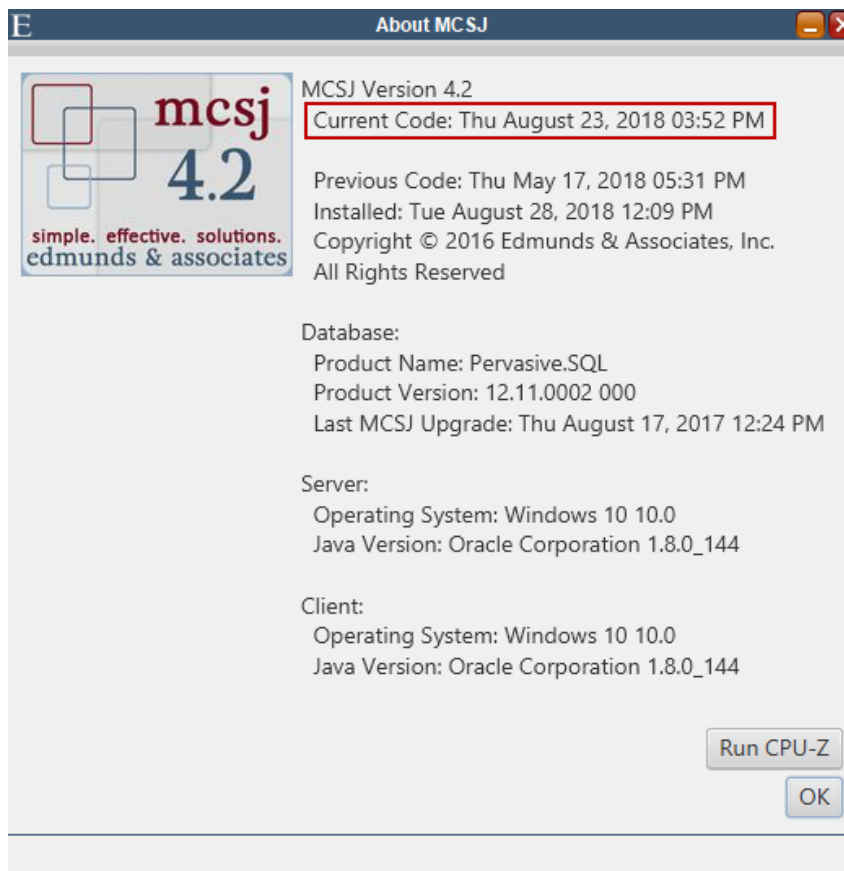 E
About MCSJ
mcsj
4.2
simple. effective. solutions.
edmunds & associates
MCSJ Version 4.2
Current Code: Thu August 23, 2018 03:52 PM
Previous Code: Thu May 17, 2018 05:31 PM
Installed: Tue August 28, 2018 12:09 PM
Copyright © 2016 Edmunds & Associates, Inc.
All Rights Reserved
Database:
Product Name: Pervasive.SQL
Product Version: 12.11.0002 000
Last MCSJ Upgrade: Thu August 17, 2017 12:24 PM
Server:
Operating System: Windows 10 10.0
Java Version: Oracle Corporation 1.8.0_144
Client:
Operating System: Windows 10 10.0
Java Version: Oracle Corporation 1.8.0_144
Run CPU-Z
OK